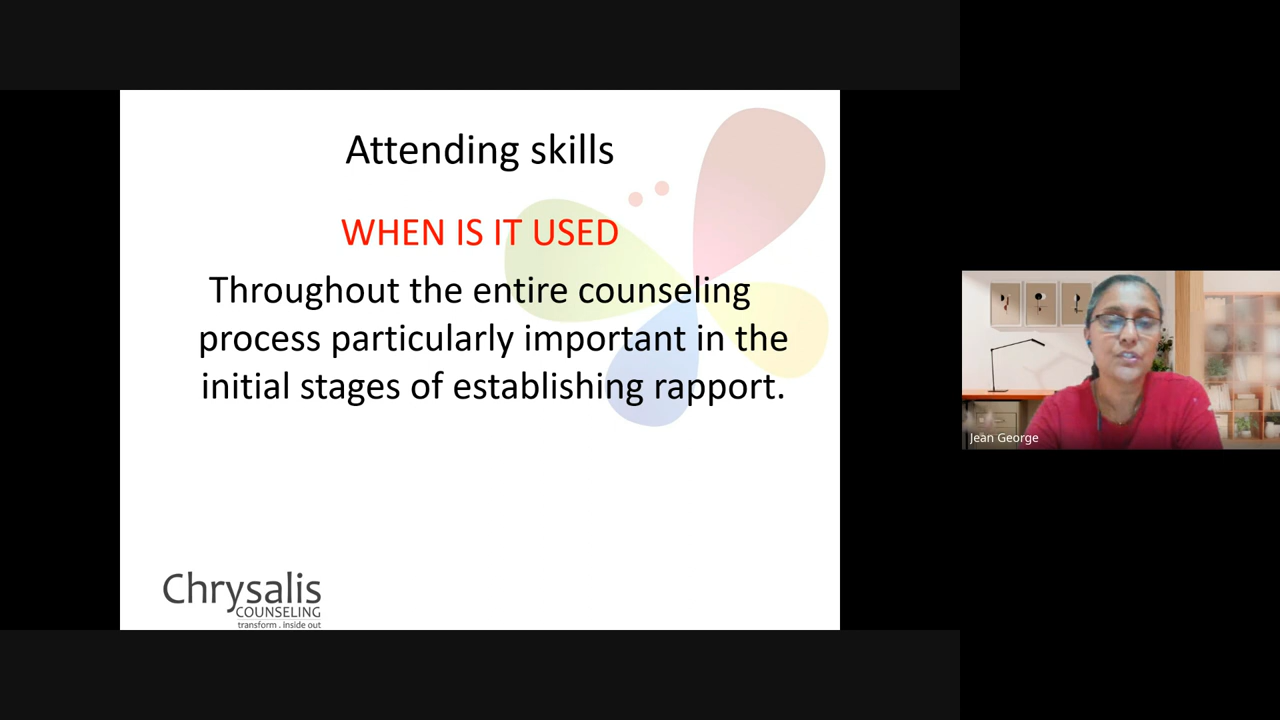 Attending skills
WHEN IS IT USED
Throughout the entire counseling
process particularly important in the
initial stages of establishing rapport.
Chrysalis
COUNSELING
transform . inside out
Jean George